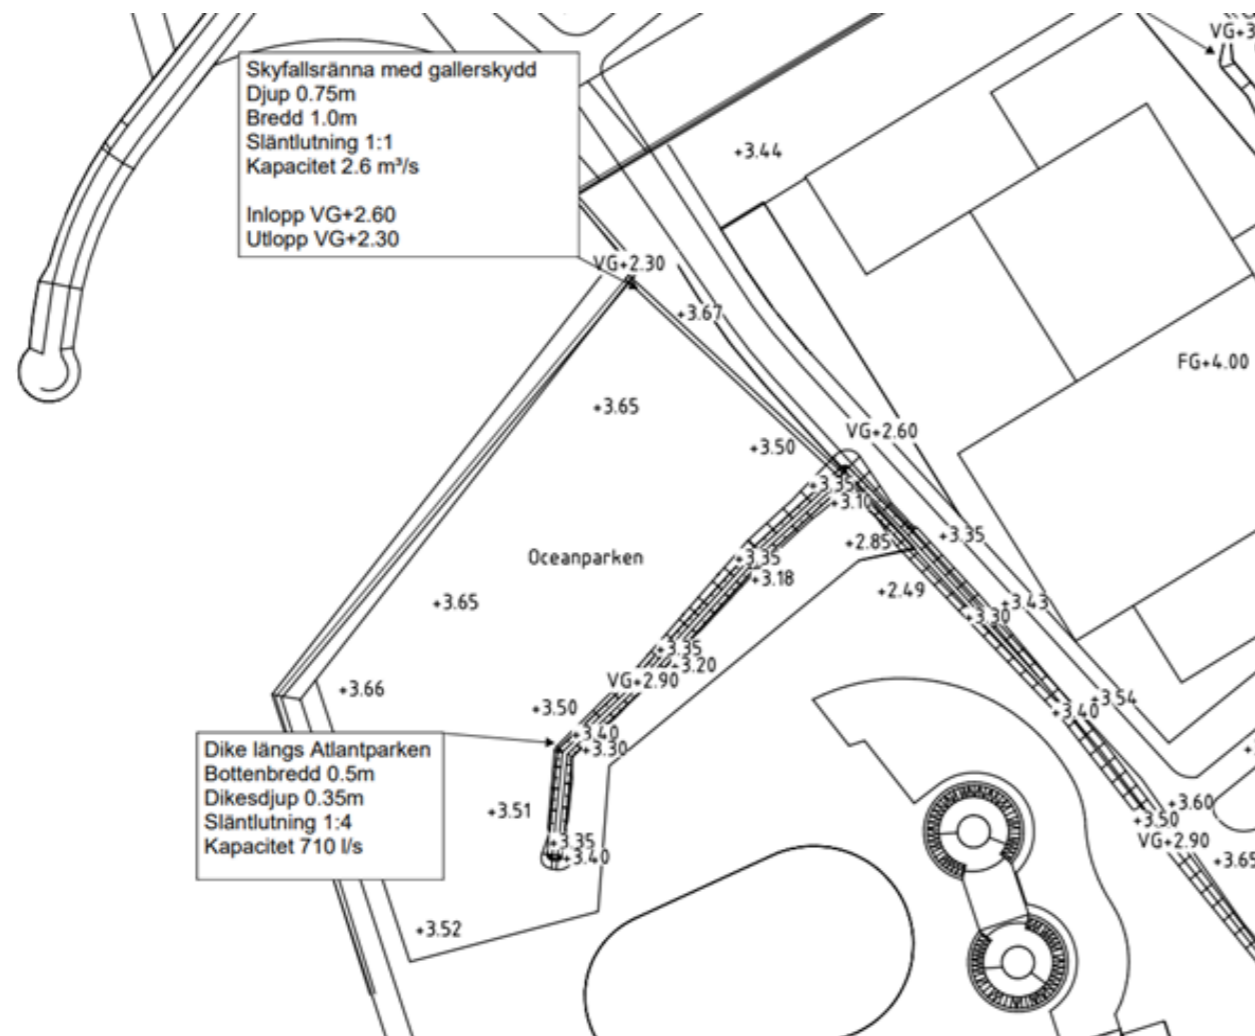 VG+3
Skyfallsränna med gallerskydd
Djup 0.75m
Bredd 1.0m
Släntlutning 1:1
Kapacitet 2.6 m³/s
Inlopp VG+2.60
Utlopp VG+2.30
+3.44
VG+2.30
+3.67
FG+4.00
+3.65
VG+2.60
+3.50
+3.35
+3.10
+2.85
+3.35
Oceanparken
+3.35
+3.18
+2.49
+3.65
+3.43
+3.30
+3.35
+3.20
VG+2.90
+3.66
+3.54
+3.50
+3.40
+3.40
+3.30
Dike längs Atlantparken
Bottenbredd 0.5m
Dikesdjup 0.35m
Släntlutning 1:4
Kapacitet 710 l/s
+3.51
+3.60
+3.50
VG+2.90
+3.35
+3.40
+3.65
+3.52